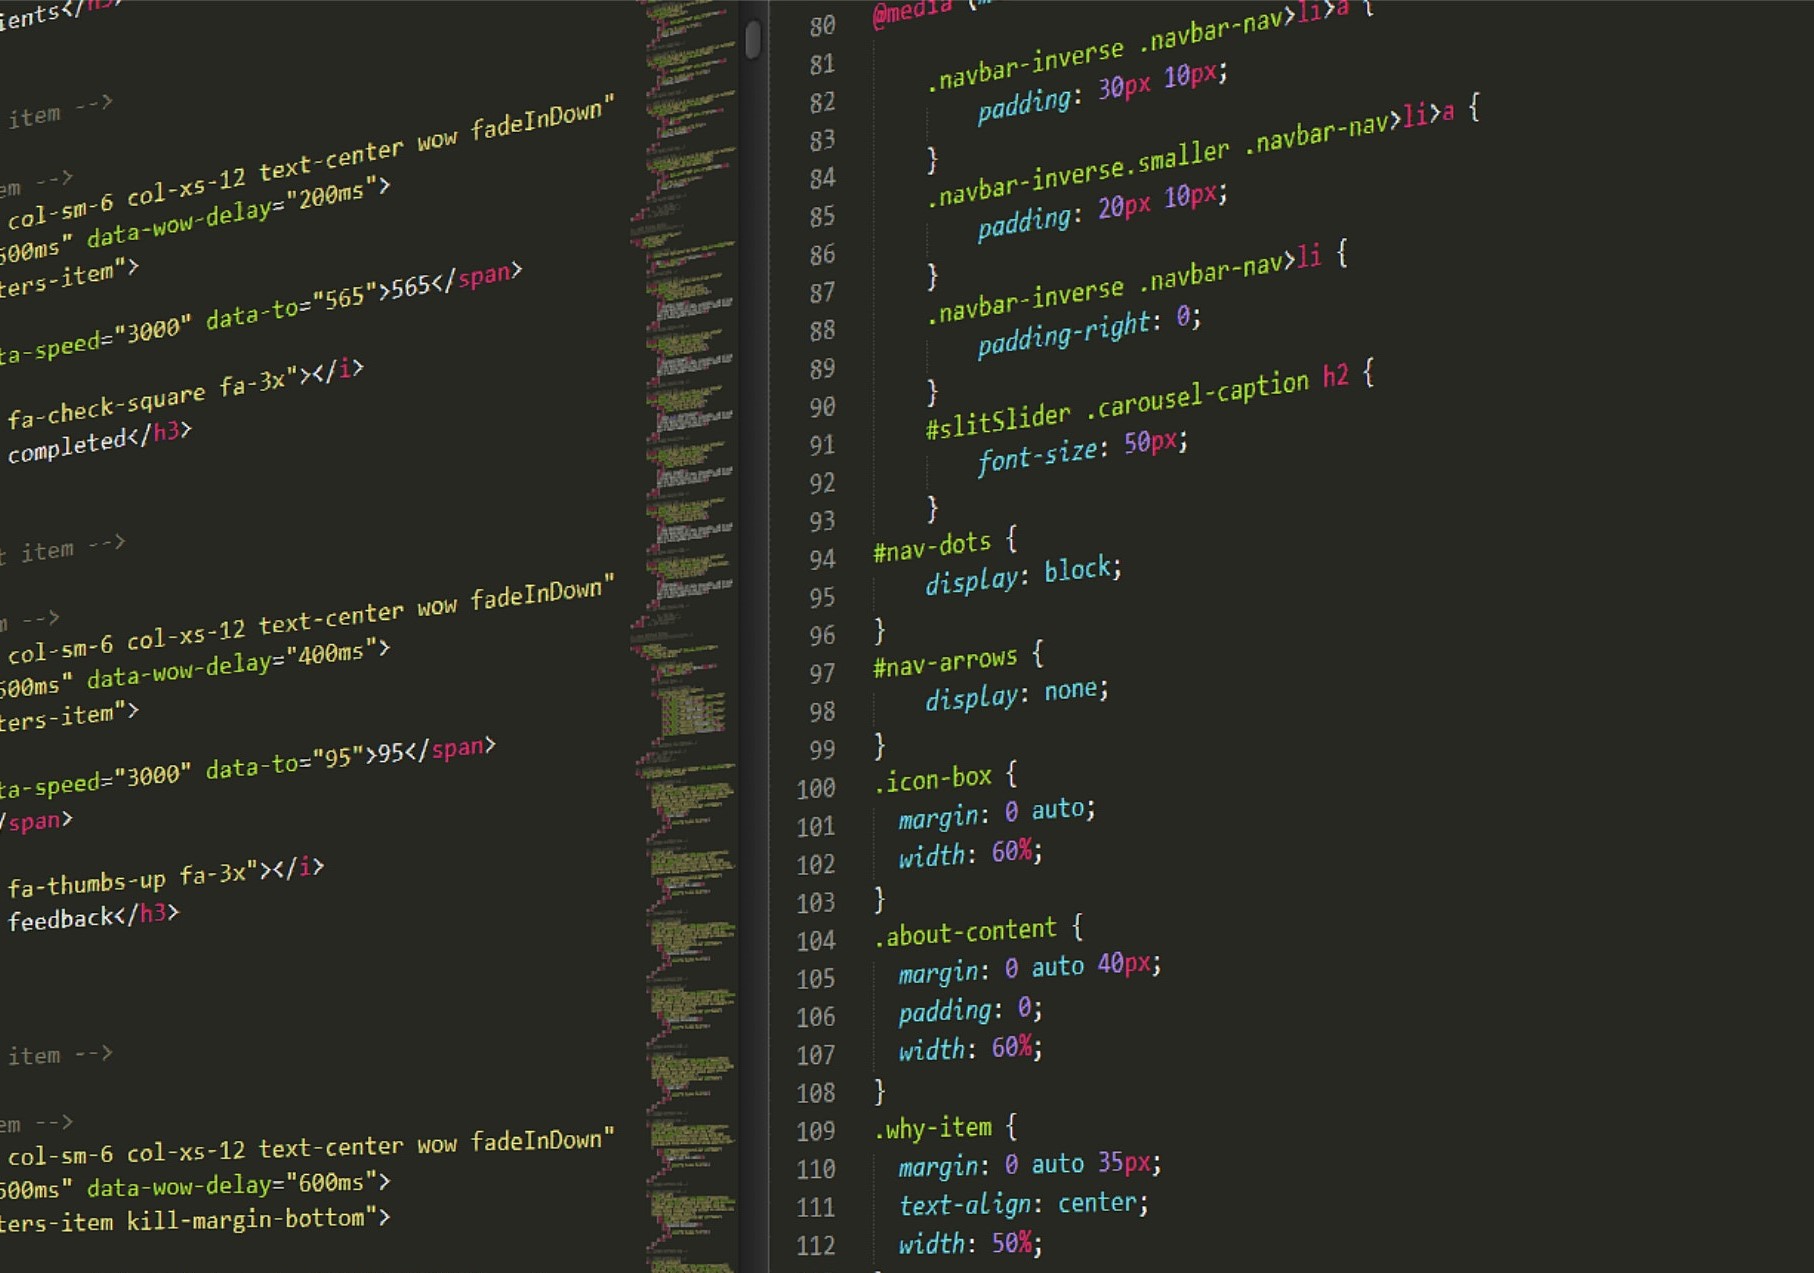 ients</h3>
item -->
em -->
col-sm-6 col-xs-12 text-center wow fadeInDown"
500ms" data-wow-delay="200ms">
ters-item">
ta-speed="3000" data-to="565">565</span>
fa-check-square fa-3x"></i>
completed</h3>
t item -->
m -->
col-sm-6 col-xs-12 text-center wow fadeInDown"
500ms" data-wow-delay="400ms">
ters-item">
ta-speed="3000" data-to="95">95</span>
/span>
fa-thumbs-up fa-3x"></i>
feedback</h3>
item -->
em -->
col-sm-6 col-xs-12 text-center wow fadeInDown"
500ms" data-wow-delay="600ms">
ters-item kill-margin-bottom">
80 @media
81 .navbar-inverse .navbar-nav>li>a {
82 padding: 30px 10px;
83 }
84 .navbar-inverse.smaller .navbar-nav>li>a {
85 padding: 20px 10px;
86 }
87 .navbar-inverse .navbar-nav>li {
88 padding-right: 0;
89 }
90 #slitSlider .carousel-caption h2 {
91 font-size: 50px;
92 }
93 #nav-dots {
94 display: block;
95 }
96 #nav-arrows {
97 display: none;
98 }
99 .icon-box {
100 margin: 0 auto;
101 width: 60%;
102 }
103 .about-content {
104 margin: 0 auto 40px;
105 padding: 0;
106 width: 60%;
107 }
108 .why-item {
109 margin: 0 auto 35px;
110 text-align: center;
111 width: 50%;
112